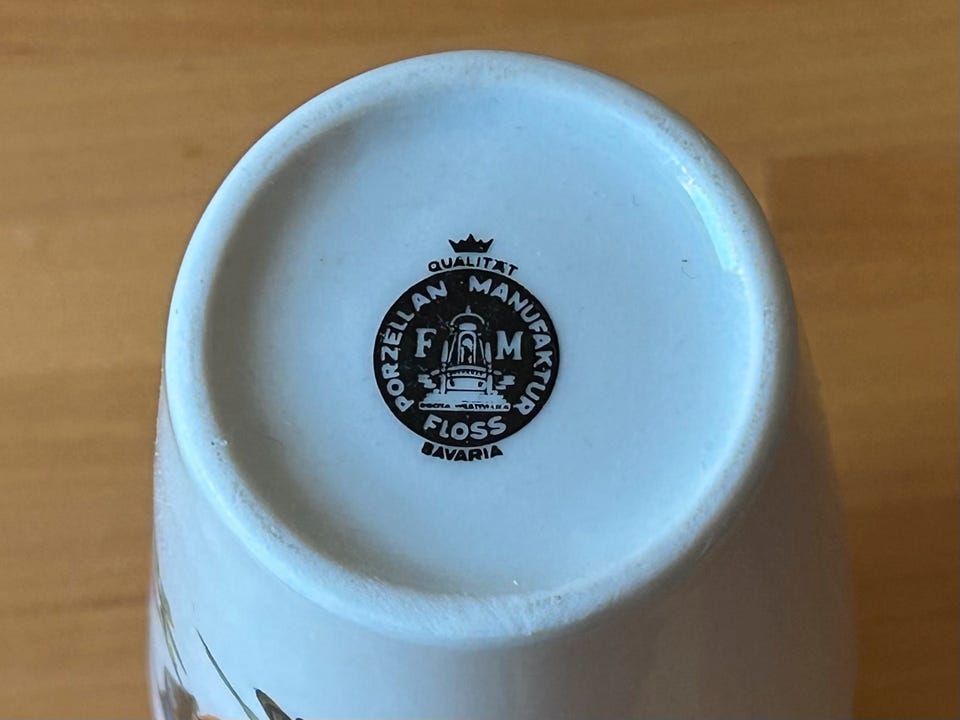 QUALITÄT
PORZELLAN MANUFAKTUR
F M
FLOSS
BAVARIA